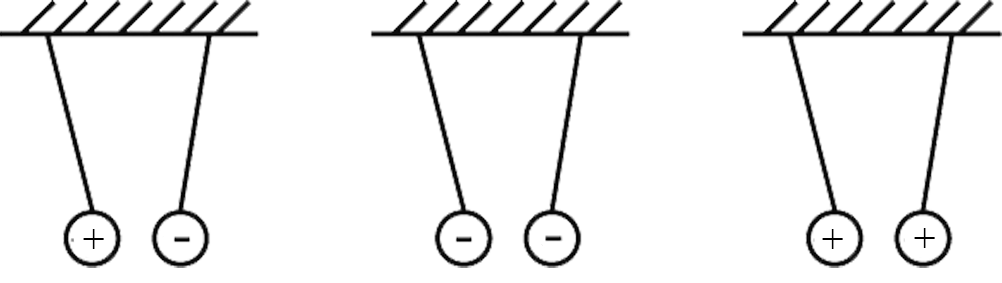 + - - - + +